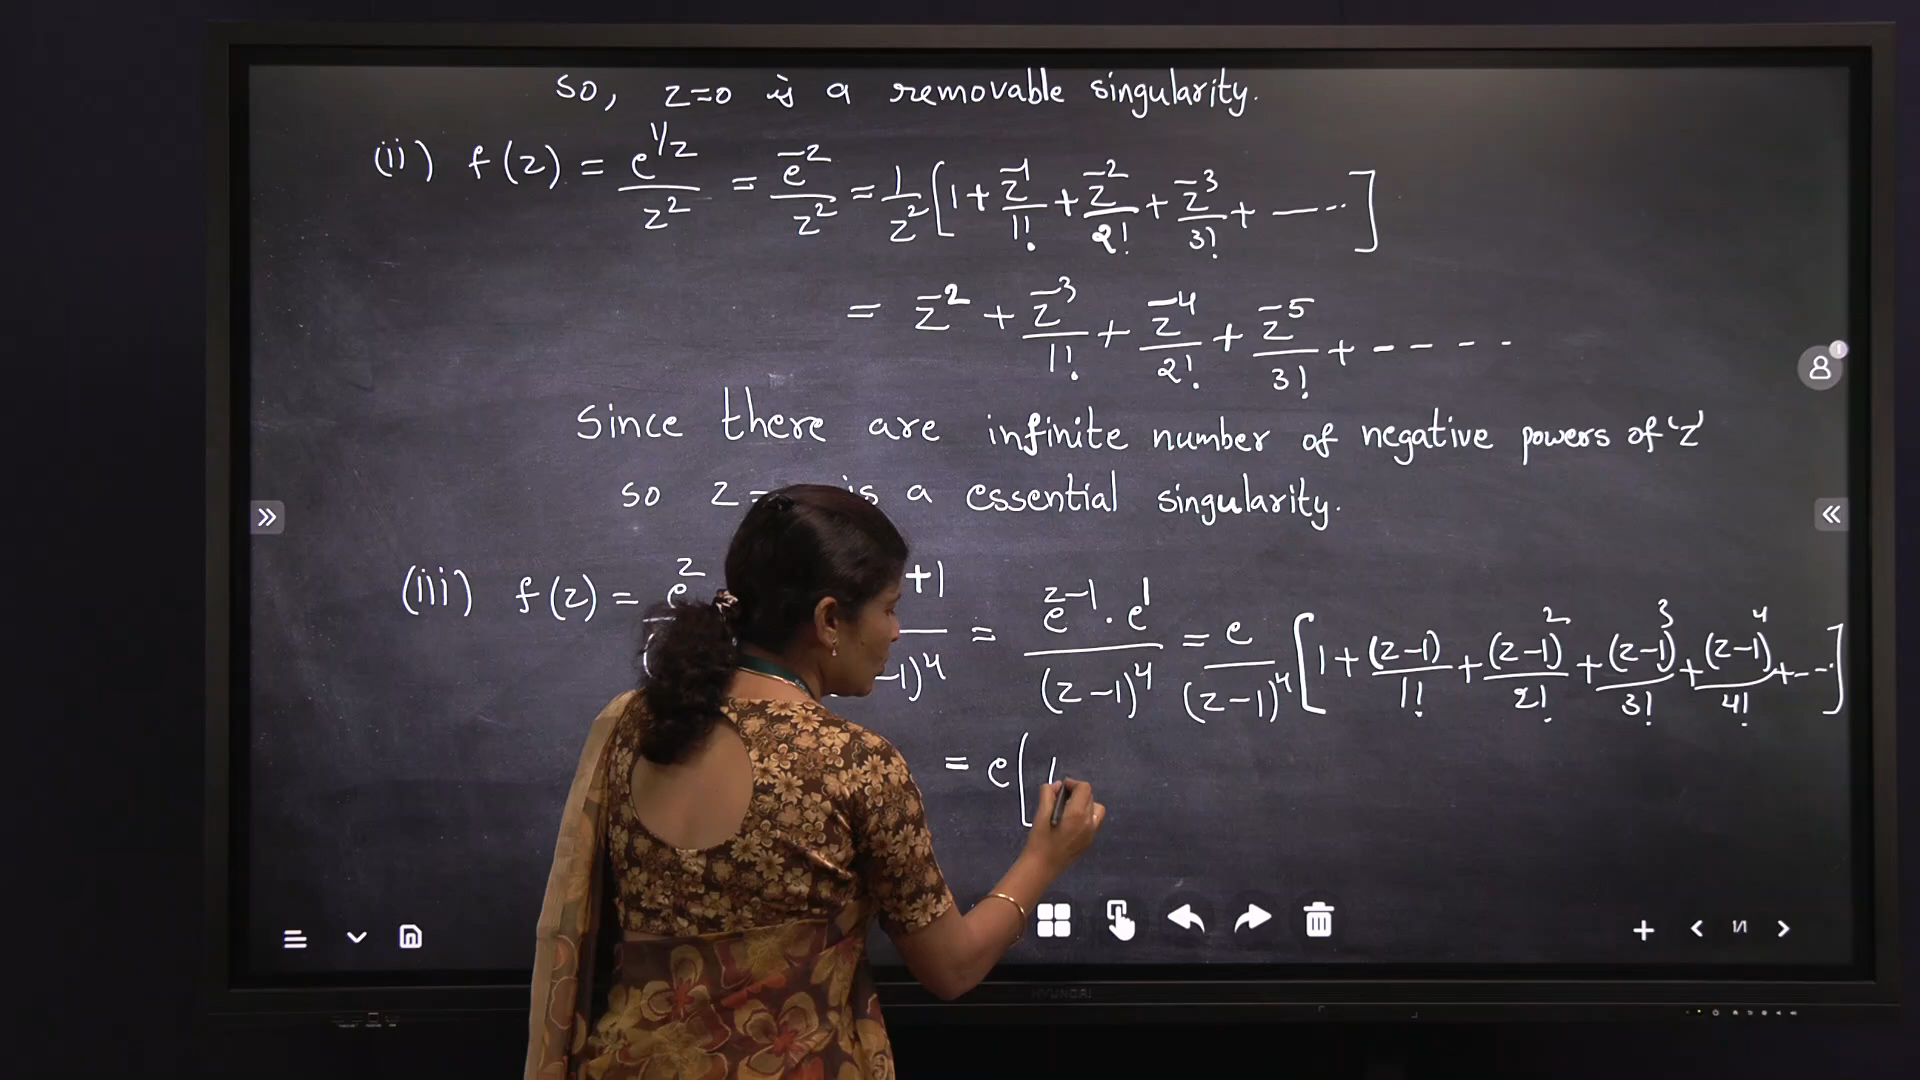 so, z=0 is a removable singularity.
(ii) f(z) = e^{1/z}/z^2 = e^{-z}/z^2 = 1/z^2 [1 + z^{-1}/1! + z^{-2}/2! + z^{-3}/3! + ----]
= z^{-2} + z^{-3}/1! + z^{-4}/2! + z^{-5}/3! + - - - -
Since there are infinite number of negative powers of 'z'
so z= is a essential singularity.
(iii) f(z) = e^z +1 -1)^4 = e^{z-1} · e^1/(z-1)^4 = e/(z-1)^4 [1 + (z-1)/1! + (z-1)^2/2! + (z-1)^3/3! + (z-1)^4/4! + ---]
= e [1
HYUNDAI